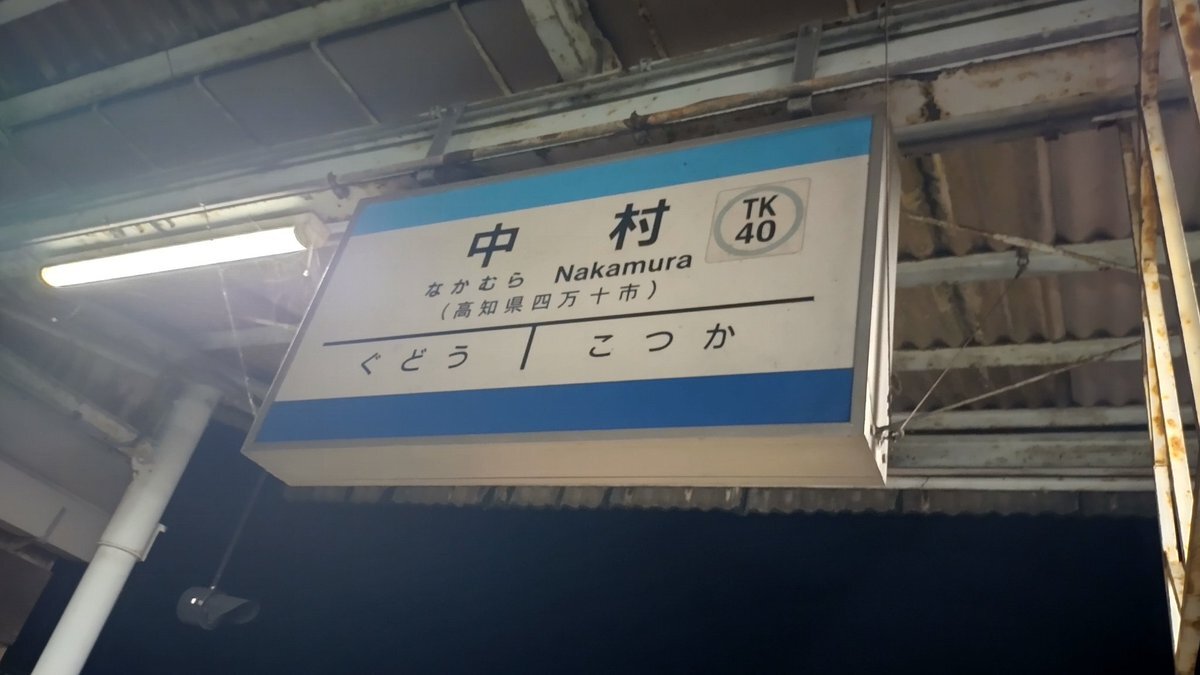 中村
TK
40
なかむら Nakamura
(高知県四万十市)
ぐどう こつか